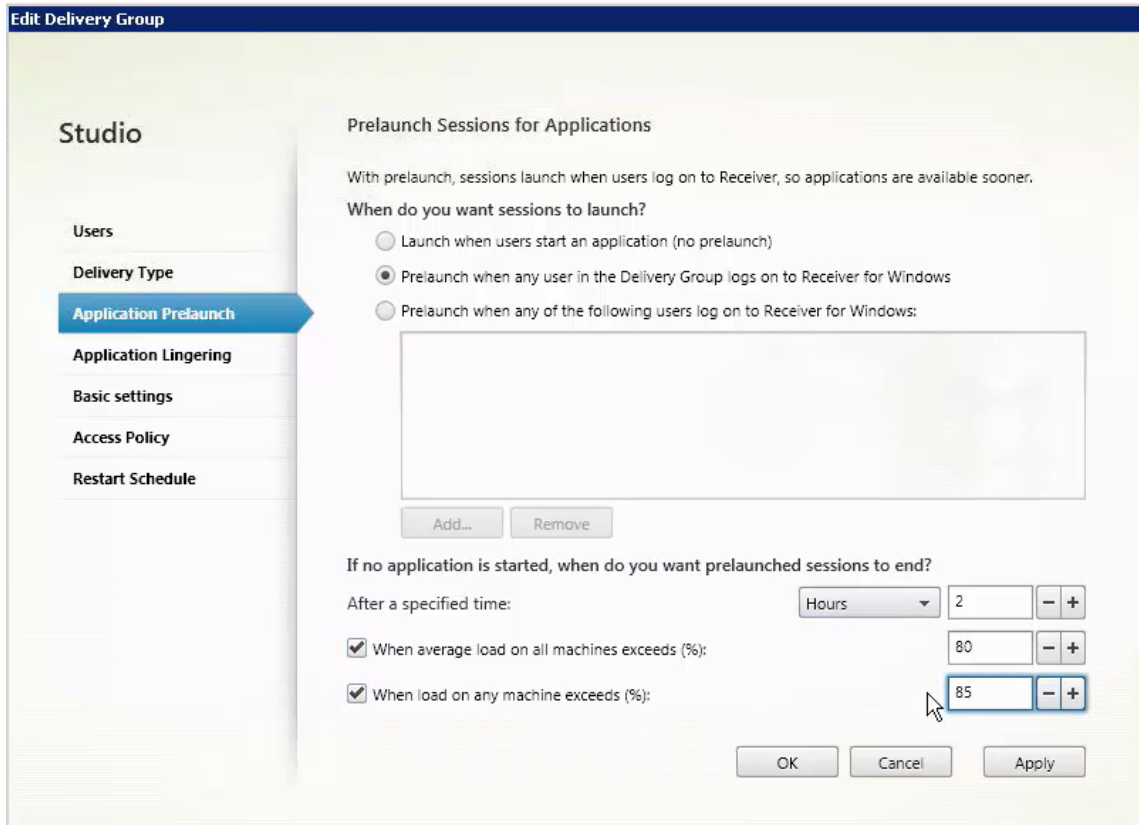 Edit Delivery Group
Studio
Users
Delivery Type
Application Prelaunch
Application Lingering
Basic settings
Access Policy
Restart Schedule
Prelaunch Sessions for Applications
With prelaunch, sessions launch when users log on to Receiver, so applications are available sooner.
When do you want sessions to launch?
Launch when users start an application (no prelaunch)
Prelaunch when any user in the Delivery Group logs on to Receiver for Windows
Prelaunch when any of the following users log on to Receiver for Windows:
Add... Remove
If no application is started, when do you want prelaunched sessions to end?
After a specified time: Hours 2 − +
When average load on all machines exceeds (%): 80 − +
When load on any machine exceeds (%): 85 − +
OK Cancel Apply